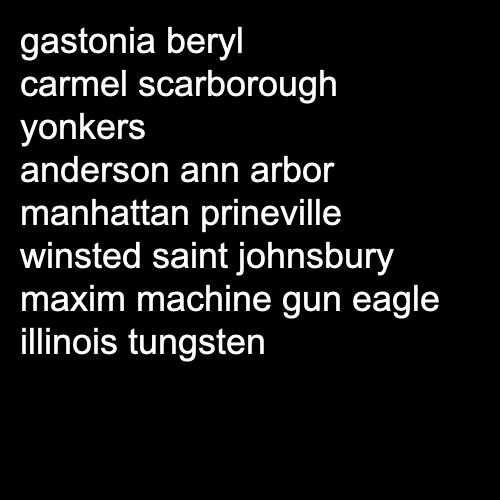 gastonia beryl
carmel scarborough
yonkers
anderson ann arbor
manhattan prineville
winsted saint johnsbury
maxim machine gun eagle
illinois tungsten